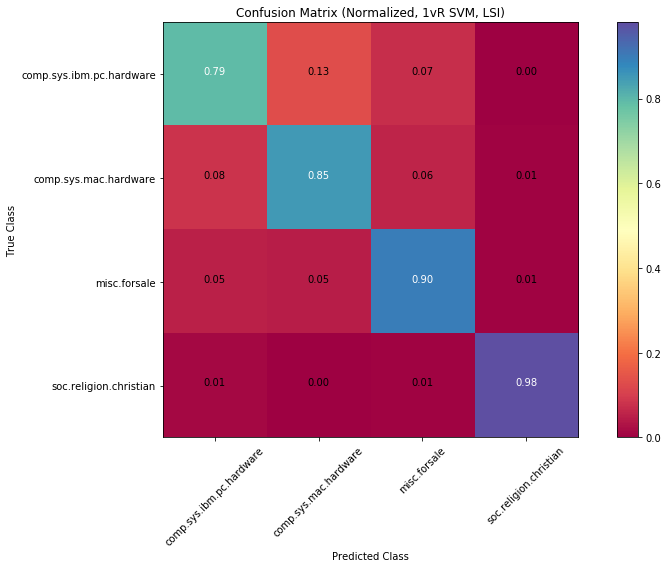 Confusion Matrix (Normalized, 1vR SVM, LSI)
True Class
comp.sys.ibm.pc.hardware
0.79 0.13 0.07 0.00
comp.sys.mac.hardware
0.08 0.85 0.06 0.01
misc.forsale
0.05 0.05 0.90 0.01
soc.religion.christian
0.01 0.00 0.01 0.98
comp.sys.ibm.pc.hardware
comp.sys.mac.hardware
misc.forsale
soc.religion.christian
Predicted Class
0.8
0.6
0.4
0.2
0.0